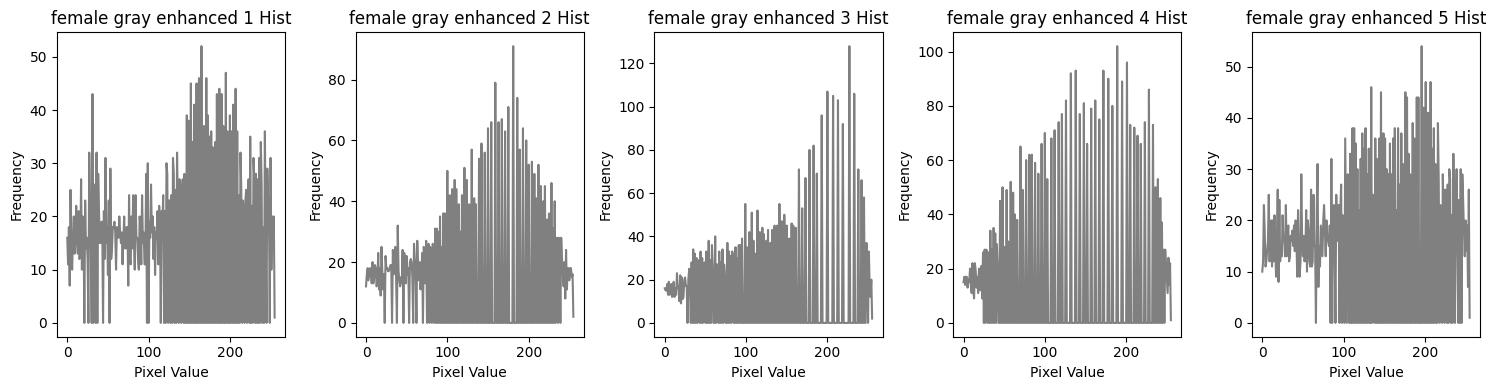 female gray enhanced 1 Hist
50
40
30
20
10
0
Frequency
0 100 200
Pixel Value
female gray enhanced 2 Hist
80
60
40
20
0
Frequency
0 100 200
Pixel Value
female gray enhanced 3 Hist
120
100
80
60
40
20
0
Frequency
0 100 200
Pixel Value
female gray enhanced 4 Hist
100
80
60
40
20
0
Frequency
0 100 200
Pixel Value
female gray enhanced 5 Hist
50
40
30
20
10
0
Frequency
0 100 200
Pixel Value